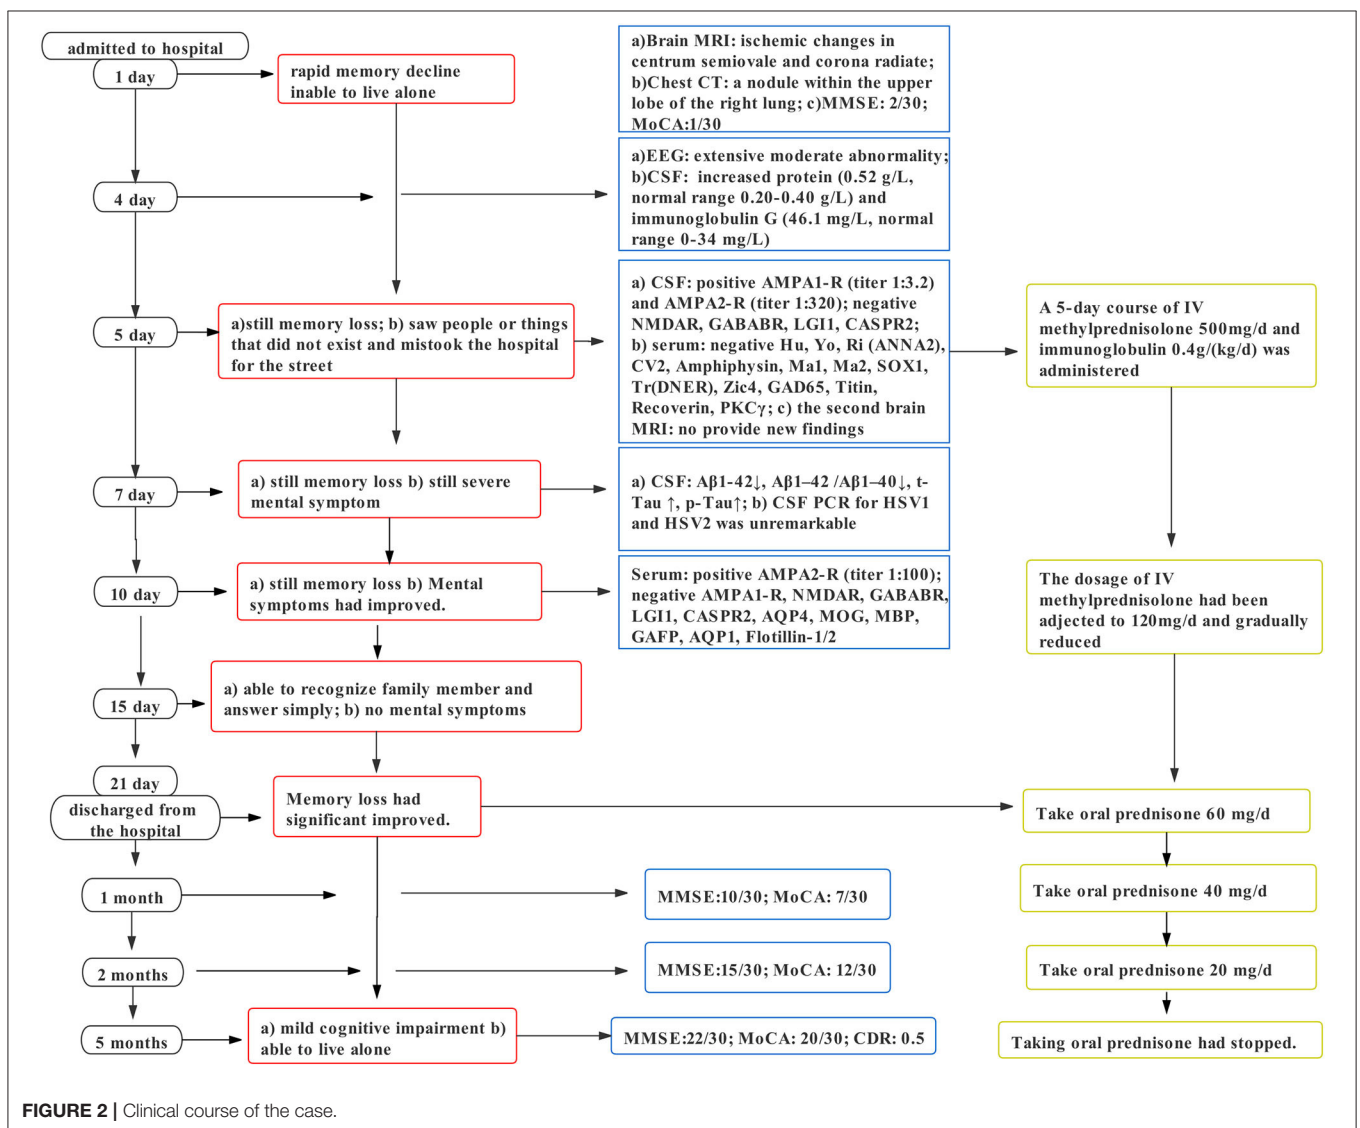 admitted to hospital
1 day
rapid memory decline
inable to live alone
a)Brain MRI: ischemic changes in
centrum semiovale and corona radiate;
b)Chest CT: a nodule within the upper
lobe of the right lung; c)MMSE: 2/30;
MoCA:1/30
4 day
a)EEG: extensive moderate abnormality;
b)CSF:  increased protein (0.52 g/L,
normal range 0.20-0.40 g/L) and
immunoglobulin G (46.1 mg/L, normal
range 0-34 mg/L)
5 day
a)still memory loss; b) saw people or things
that did not exist and mistook the hospital
for the street
a) CSF: positive AMPA1-R (titer 1:3.2)
and AMPA2-R (titer 1:320); negative
NMDAR, GABABR, LGI1, CASPR2;
b) serum: negative Hu, Yo, Ri (ANNA2),
CV2, Amphiphysin, Ma1, Ma2, SOX1,
Tr(DNER), Zic4, GAD65, Titin,
Recoverin, PKCγ; c) the second brain
MRI: no provide new findings
A 5-day course of IV
methylprednisolone 500mg/d and
immunoglobulin 0.4g/(kg/d) was
administered
7 day
a) still memory loss b) still severe
mental symptom
a) CSF: Aβ1-42↓, Aβ1–42 /Aβ1–40↓, t-
Tau ↑, p-Tau↑; b) CSF PCR for HSV1
and HSV2 was unremarkable
10 day
a) still memory loss b) Mental
symptoms had improved.
Serum: positive AMPA2-R (titer 1:100);
negative AMPA1-R, NMDAR, GABABR,
LGI1, CASPR2, AQP4, MOG, MBP,
GAFP, AQP1, Flotillin-1/2
The dosage of IV
methylprednisolone had been
adjected to 120mg/d and gradually
reduced
15 day
a) able to recognize family member and
answer simply; b) no mental symptoms
21 day
discharged from
the hospital
Memory loss had
significant improved.
Take oral prednisone 60 mg/d
1 month
MMSE:10/30; MoCA: 7/30
Take oral prednisone 40 mg/d
2 months
MMSE:15/30; MoCA: 12/30
Take oral prednisone 20 mg/d
5 months
a) mild cognitive impairment b)
able to live alone
MMSE:22/30; MoCA: 20/30; CDR: 0.5
Taking oral prednisone had stopped.
FIGURE 2 | Clinical course of the case.